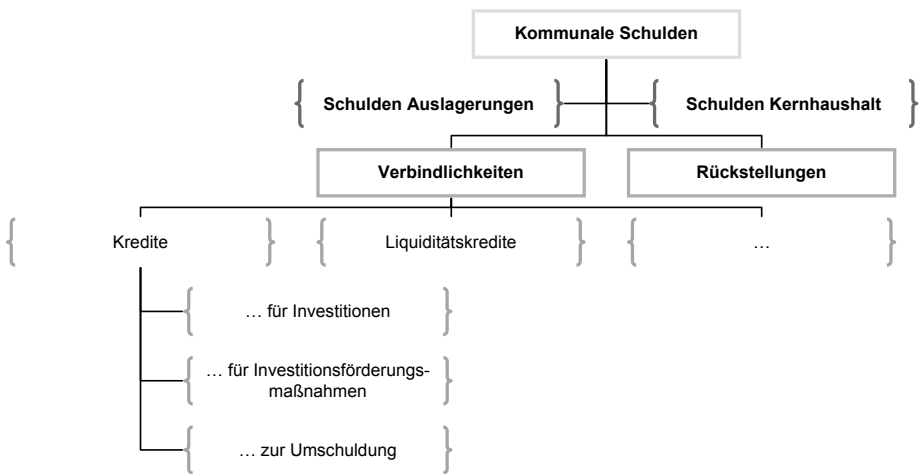 Kommunale Schulden
Schulden Auslagerungen
Schulden Kernhaushalt
Verbindlichkeiten
Rückstellungen
Kredite
Liquiditätskredite
…
… für Investitionen
… für Investitionsförderungs-
maßnahmen
… zur Umschuldung